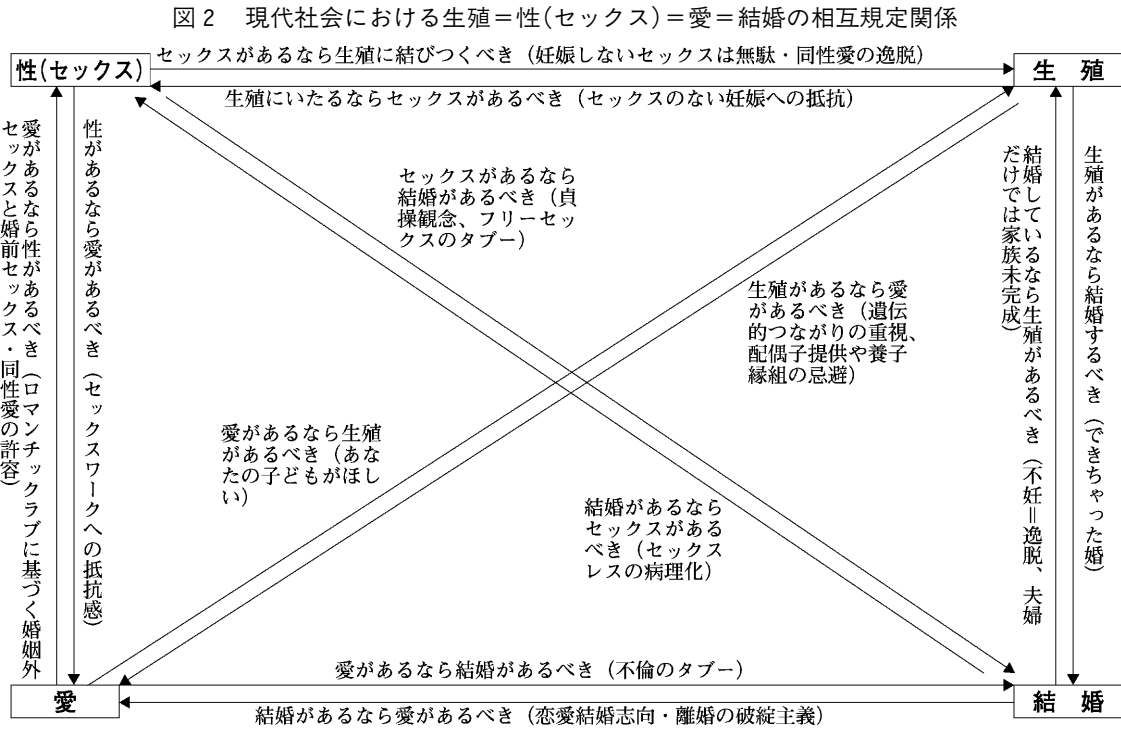 図2 現代社会における生殖＝性(セックス)＝愛＝結婚の相互規定関係
性(セックス)
セックスがあるなら生殖に結びつくべき（妊娠しないセックスは無駄・同性愛の逸脱）
生殖
生殖にいたるならセックスがあるべき（セックスのない妊娠への抵抗）
愛があるなら性があるべき（ロマンチックラブに基づく婚姻外
セックスと婚前セックス・同性愛の許容）
性があるなら愛があるべき（セックスワークへの抵抗感）
セックスがあるなら
結婚があるべき（貞
操観念、フリーセッ
クスのタブー）
生殖があるなら愛
があるべき（遺伝
的つながりの重視、
配偶子提供や養子
縁組の忌避）
愛があるなら生殖
があるべき（あな
たの子どもがほし
い）
結婚があるなら
セックスがある
べき（セックス
レスの病理化）
結婚しているなら生殖があるべき（不妊＝逸脱、夫婦
だけでは家族未完成）
生殖があるなら結婚するべき（できちゃった婚）
愛があるなら結婚があるべき（不倫のタブー）
愛
結婚
結婚があるなら愛があるべき（恋愛結婚志向・離婚の破綻主義）